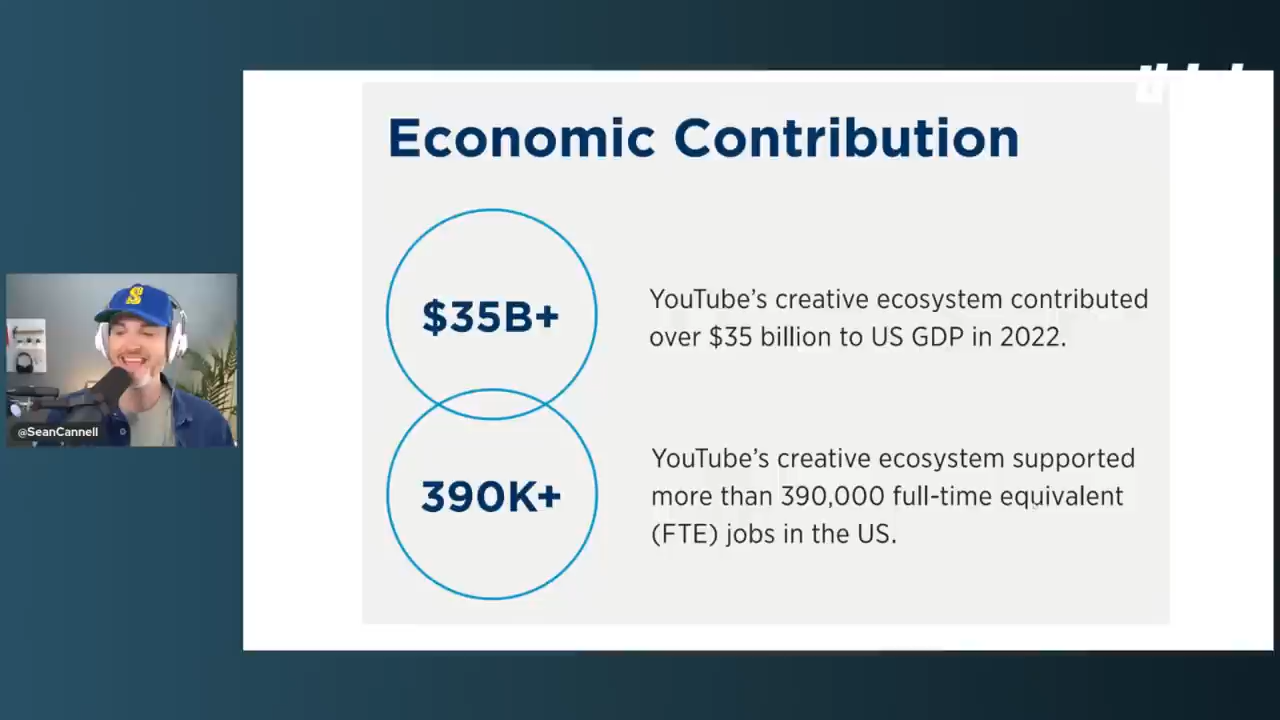 Economic Contribution
$35B+
YouTube’s creative ecosystem contributed
over $35 billion to US GDP in 2022.
390K+
YouTube’s creative ecosystem supported
more than 390,000 full-time equivalent
(FTE) jobs in the US.
S
@SeanCannell